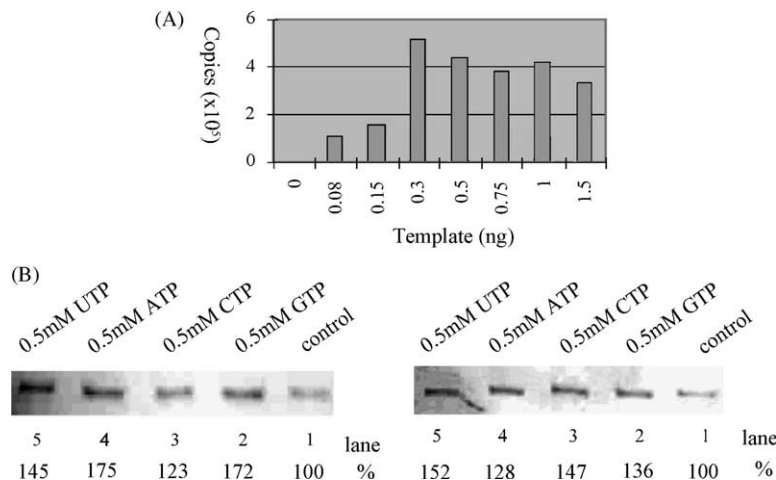 (A)
Copies (x10⁵)
6
4
2
0
0 0.08 0.15 0.3 0.5 0.75 1 1.5
Template (ng)
(B)
0.5mM UTP 0.5mM ATP 0.5mM CTP 0.5mM GTP control
5 4 3 2 1 lane
145 175 123 172 100 %
0.5mM UTP 0.5mM ATP 0.5mM CTP 0.5mM GTP control
5 4 3 2 1 lane
152 128 147 136 100 %